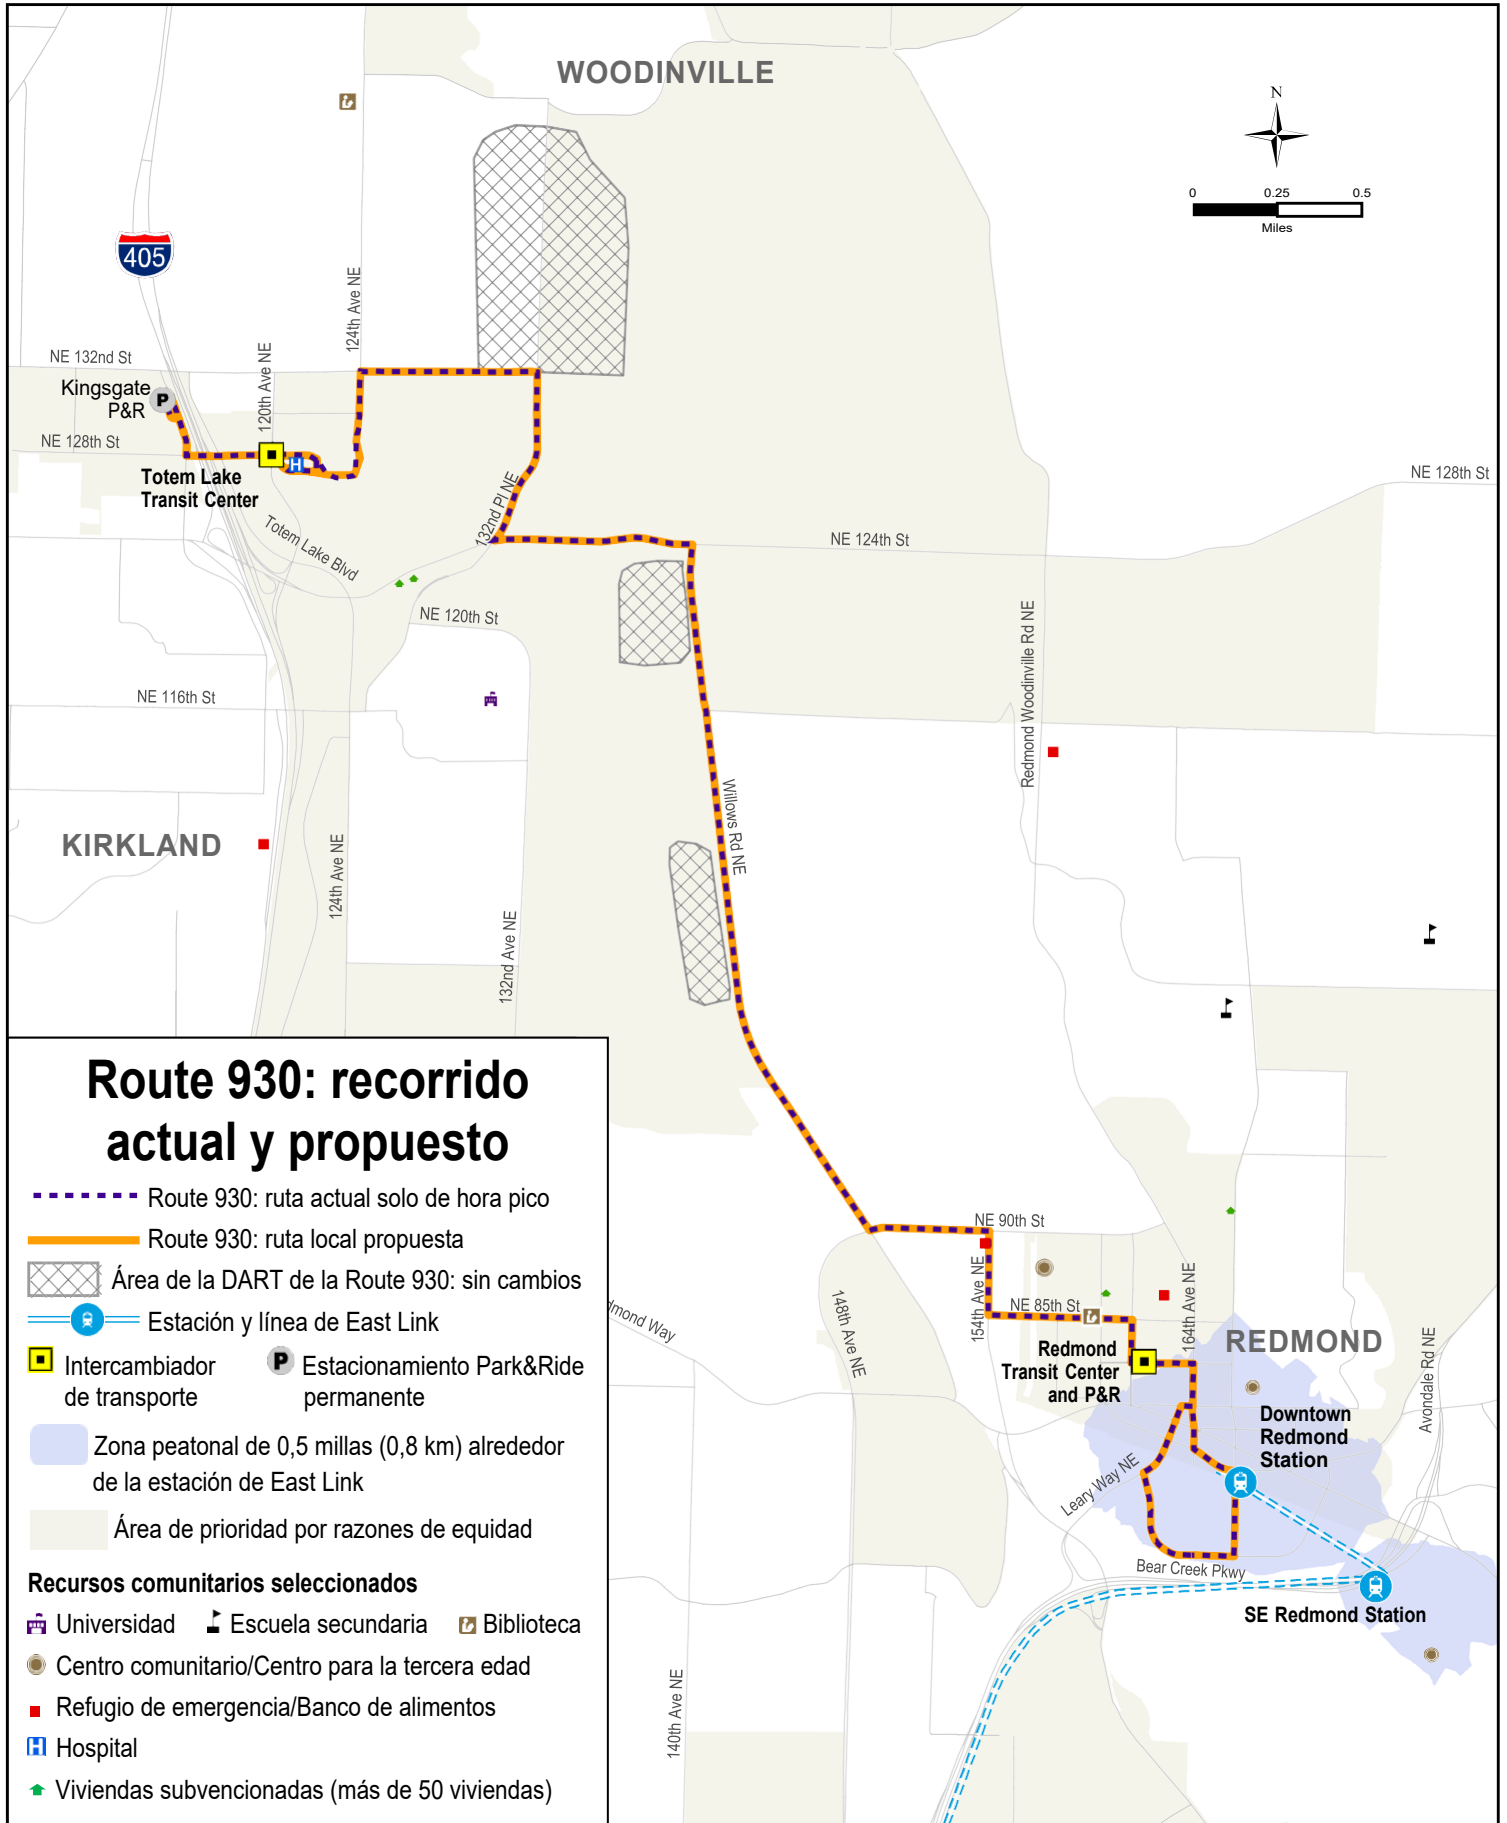 WOODINVILLE
N
0 0.25 0.5
Miles
405
124th Ave NE
NE 132nd St
120th Ave NE
Kingsgate
P&R
P
NE 128th St
H
Totem Lake
Transit Center
132nd Pl NE
NE 128th St
Totem Lake Blvd
NE 124th St
NE 120th St
Redmond Woodinville Rd NE
NE 116th St
Willows Rd NE
KIRKLAND
124th Ave NE
132nd Ave NE
Route 930: recorrido
actual y propuesto
Route 930: ruta actual solo de hora pico
Route 930: ruta local propuesta
Área de la DART de la Route 930: sin cambios
Estación y línea de East Link
Intercambiador
de transporte
P
Estacionamiento Park&Ride
permanente
Zona peatonal de 0,5 millas (0,8 km) alrededor
de la estación de East Link
Área de prioridad por razones de equidad
Recursos comunitarios seleccionados
Universidad
Escuela secundaria
Biblioteca
Centro comunitario/Centro para la tercera edad
Refugio de emergencia/Banco de alimentos
H Hospital
Viviendas subvencionadas (más de 50 viviendas)
NE 90th St
154th Ave NE
NE 85th St
164th Ave NE
dmond Way
148th Ave NE
REDMOND
Redmond
Transit Center
and P&R
Avondale Rd NE
Downtown
Redmond
Station
Leary Way NE
Bear Creek Pkwy
SE Redmond Station
140th Ave NE